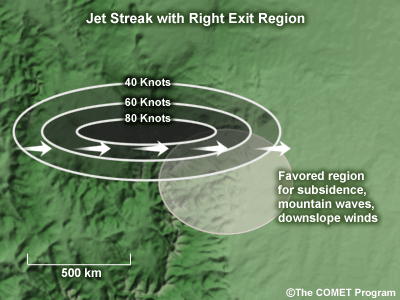 Jet Streak with Right Exit Region
40 Knots
60 Knots
80 Knots
Favored region
for subsidence,
mountain waves,
downslope winds
500 km
©The COMET Program